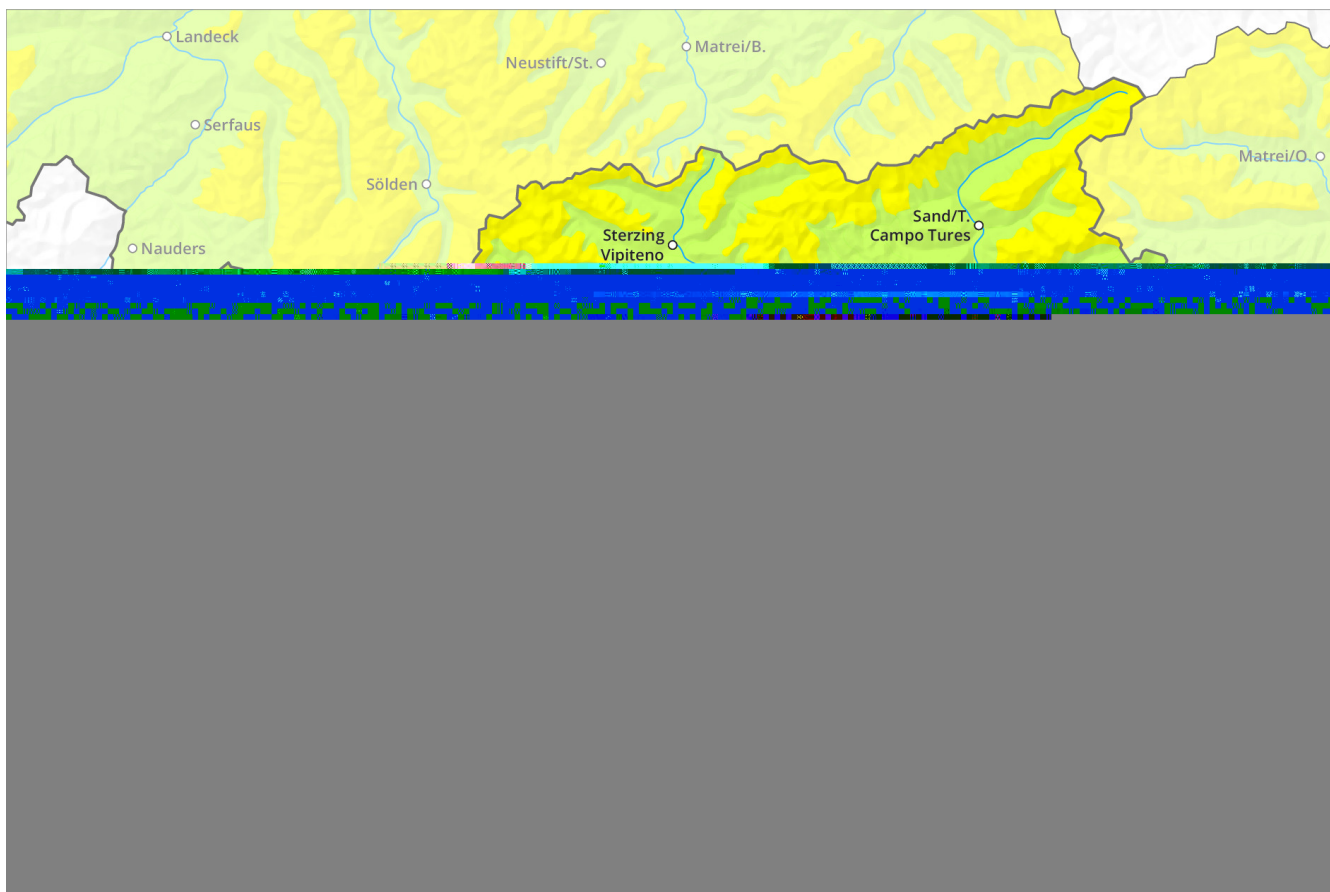 Landeck
Matrei/B.
Neustift/St.
Serfaus
Matrei/O.
Sölden
Sand/T.
Campo Tures
Sterzing
Vipiteno
Nauders